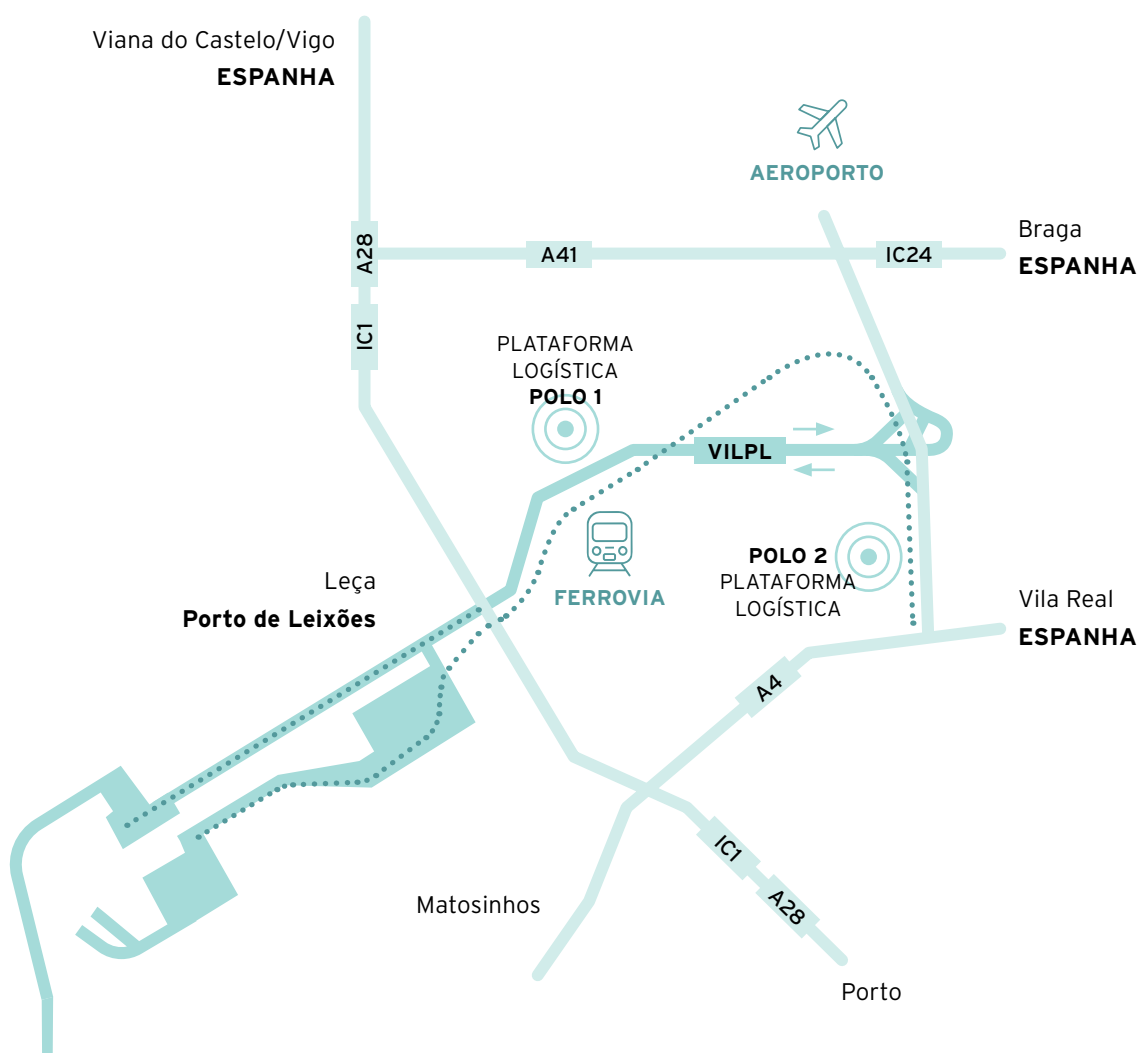 Viana do Castelo/Vigo
ESPANHA
AEROPORTO
A28
A41
IC24
Braga
ESPANHA
IC1
PLATAFORMA
LOGÍSTICA
POLO 1
VILPL
FERROVIA
POLO 2
PLATAFORMA
LOGÍSTICA
Leça
Porto de Leixões
Vila Real
ESPANHA
A4
IC1
A28
Matosinhos
Porto